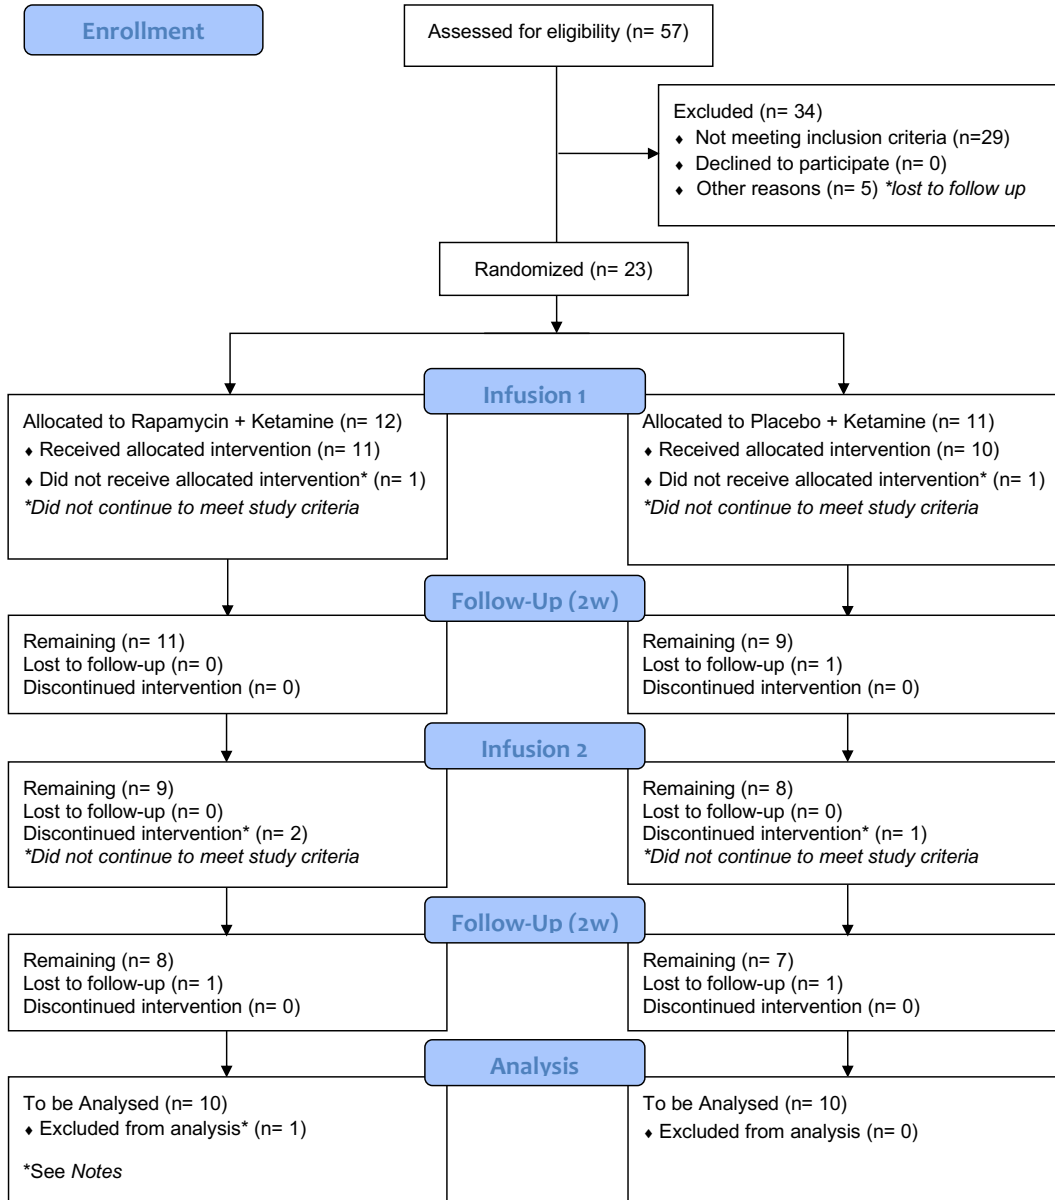 Enrollment
Assessed for eligibility (n= 57)
Excluded (n= 34)
♦ Not meeting inclusion criteria (n=29)
♦ Declined to participate (n= 0)
♦ Other reasons (n= 5) *lost to follow up
Randomized (n= 23)
Infusion 1
Allocated to Rapamycin + Ketamine (n= 12)
♦ Received allocated intervention (n= 11)
♦ Did not receive allocated intervention* (n= 1)
*Did not continue to meet study criteria
Allocated to Placebo + Ketamine (n= 11)
♦ Received allocated intervention (n= 10)
♦ Did not receive allocated intervention* (n= 1)
*Did not continue to meet study criteria
Follow-Up (2w)
Remaining (n= 11)
Lost to follow-up (n= 0)
Discontinued intervention (n= 0)
Remaining (n= 9)
Lost to follow-up (n= 1)
Discontinued intervention (n= 0)
Infusion 2
Remaining (n= 9)
Lost to follow-up (n= 0)
Discontinued intervention* (n= 2)
*Did not continue to meet study criteria
Remaining (n= 8)
Lost to follow-up (n= 0)
Discontinued intervention* (n= 1)
*Did not continue to meet study criteria
Follow-Up (2w)
Remaining (n= 8)
Lost to follow-up (n= 1)
Discontinued intervention (n= 0)
Remaining (n= 7)
Lost to follow-up (n= 1)
Discontinued intervention (n= 0)
Analysis
To be Analysed (n= 10)
♦ Excluded from analysis* (n= 1)
*See Notes
To be Analysed (n= 10)
♦ Excluded from analysis (n= 0)